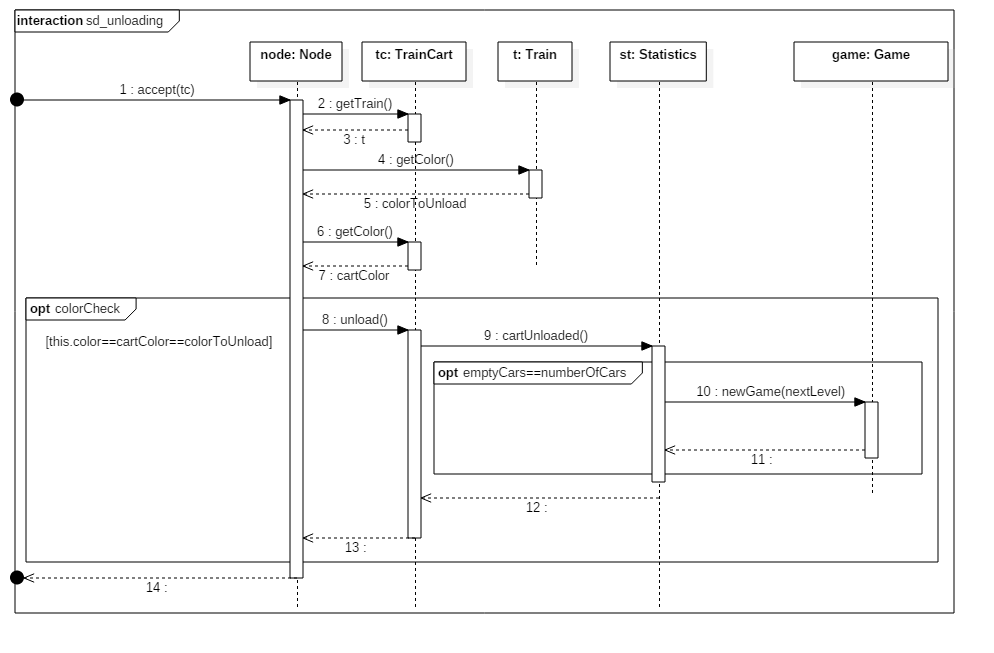 interaction sd_unloading
node: Node
tc: TrainCart
t: Train
st: Statistics
game: Game
1 : accept(tc)
2 : getTrain()
3 : t
4 : getColor()
5 : colorToUnload
6 : getColor()
7 : cartColor
opt colorCheck
8 : unload()
[this.color==cartColor==colorToUnload]
9 : cartUnloaded()
opt emptyCars==numberOfCars
10 : newGame(nextLevel)
11 :
12 :
13 :
14 :